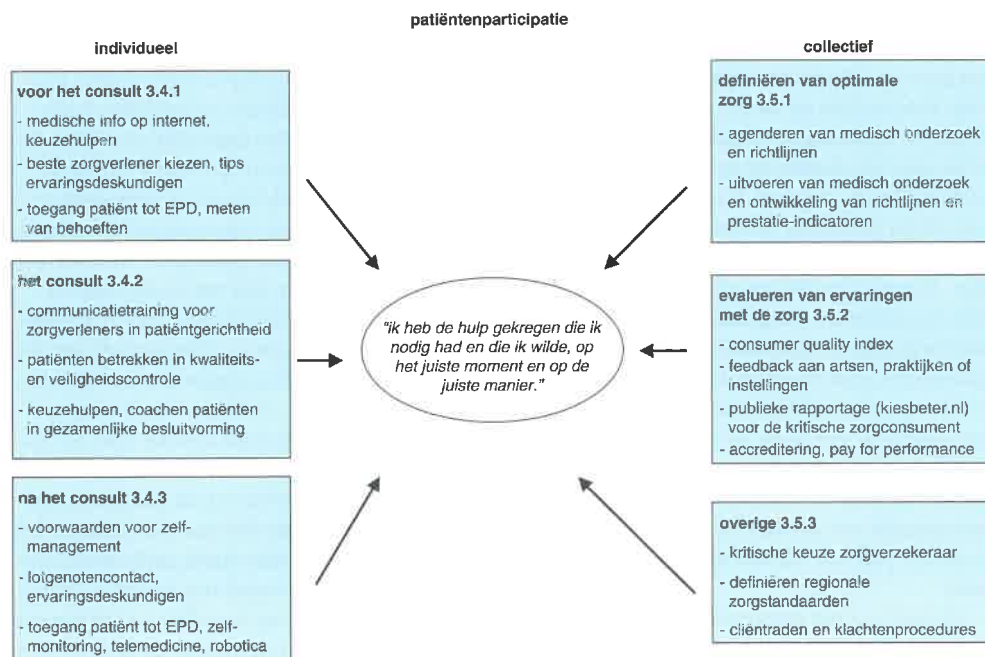 patiëntenparticipatie
individueel
voor het consult 3.4.1
- medische info op internet,
keuzehulpen
- beste zorgverlener kiezen, tips
ervaringsdeskundigen
- toegang patiënt tot EPD, meten
van behoeften
het consult 3.4.2
- communicatietraining voor
zorgverleners in patiëntgerichtheid
- patiënten betrekken in kwaliteits-
en veiligheidscontrole
- keuzehulpen, coachen patiënten
in gezamenlijke besluitvorming
na het consult 3.4.3
- voorwaarden voor zelf-
management
- lotgenotencontact,
ervaringsdeskundigen
- toegang patiënt tot EPD, zelf-
monitoring, telemedicine, robotica
"ik heb de hulp gekregen die ik
nodig had en die ik wilde, op
het juiste moment en op de
juiste manier."
collectief
definiëren van optimale
zorg 3.5.1
- agenderen van medisch onderzoek
en richtlijnen
- uitvoeren van medisch onderzoek
en ontwikkeling van richtlijnen en
prestatie-indicatoren
evalueren van ervaringen
met de zorg 3.5.2
- consumer quality index
- feedback aan artsen, praktijken of
instellingen
- publieke rapportage (kiesbeter.nl)
voor de kritische zorgconsument
- accreditering, pay for performance
overige 3.5.3
- kritische keuze zorgverzekeraar
- definiëren regionale
zorgstandaarden
- cliëntraden en klachtenprocedures